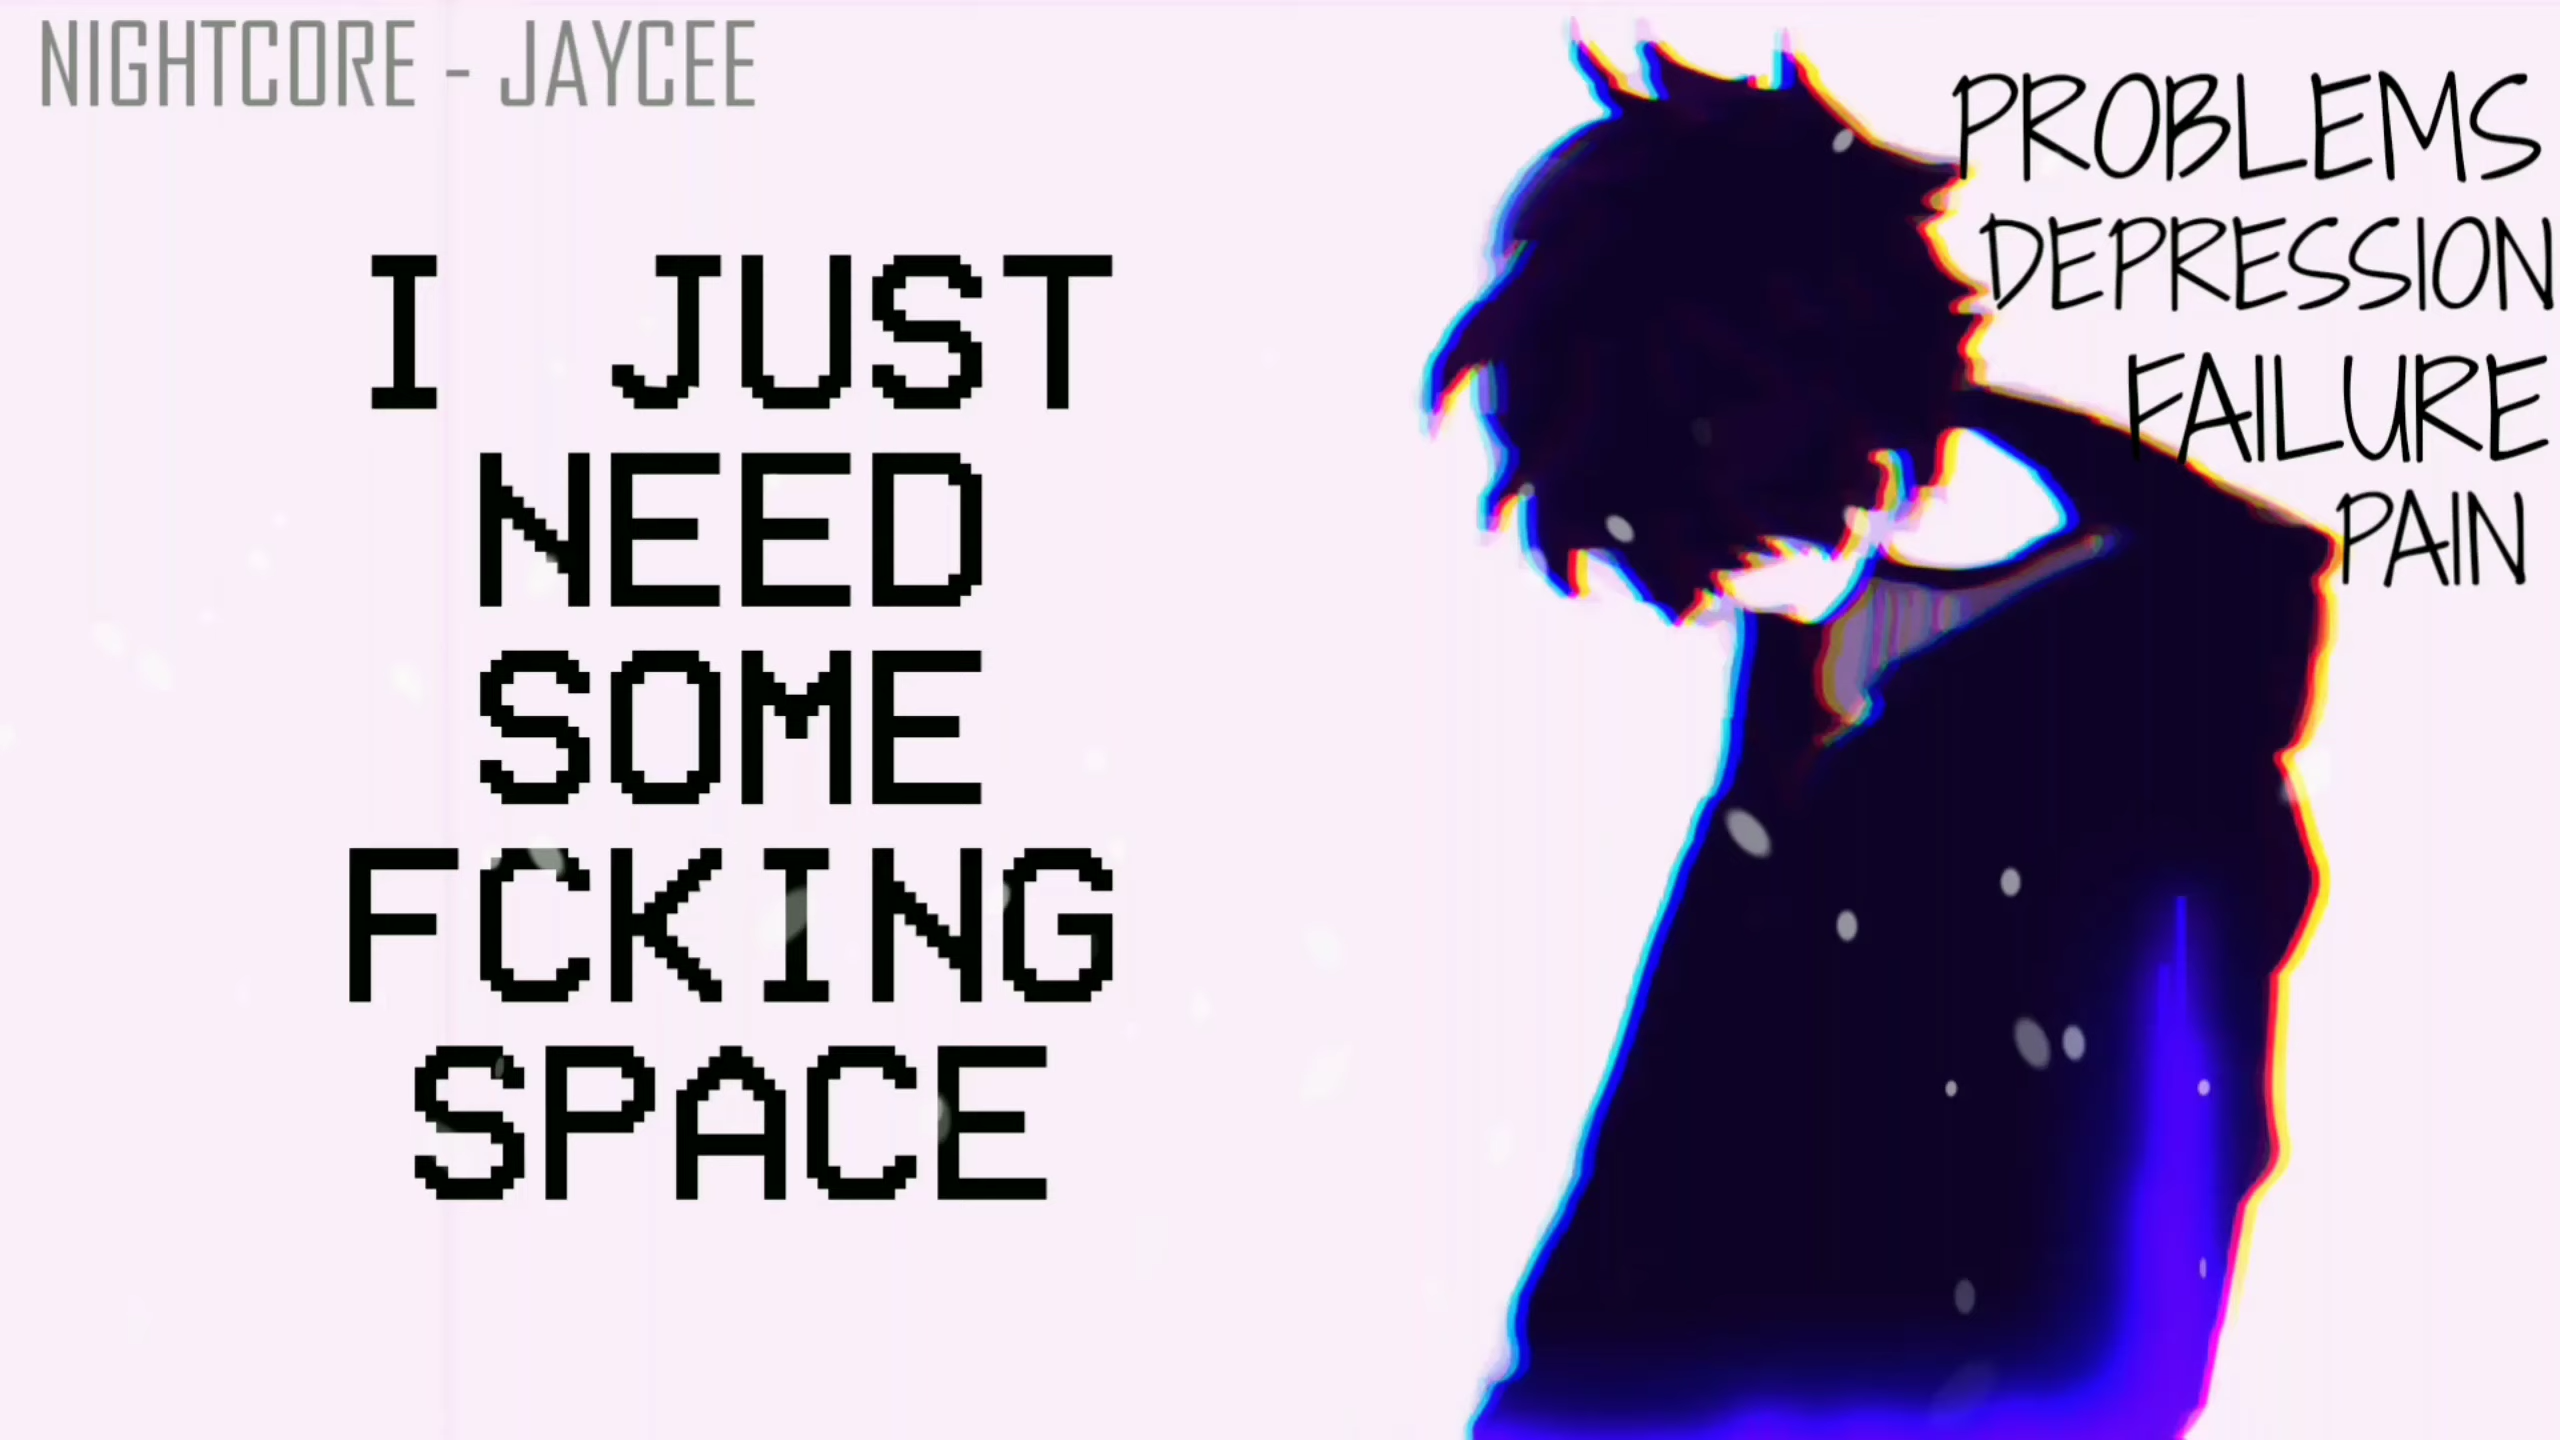 NIGHTCORE - JAYCEE
I JUST
NEED
SOME
FCKING
SPACE
PROBLEMS
DEPRESSION
FAILURE
PAIN